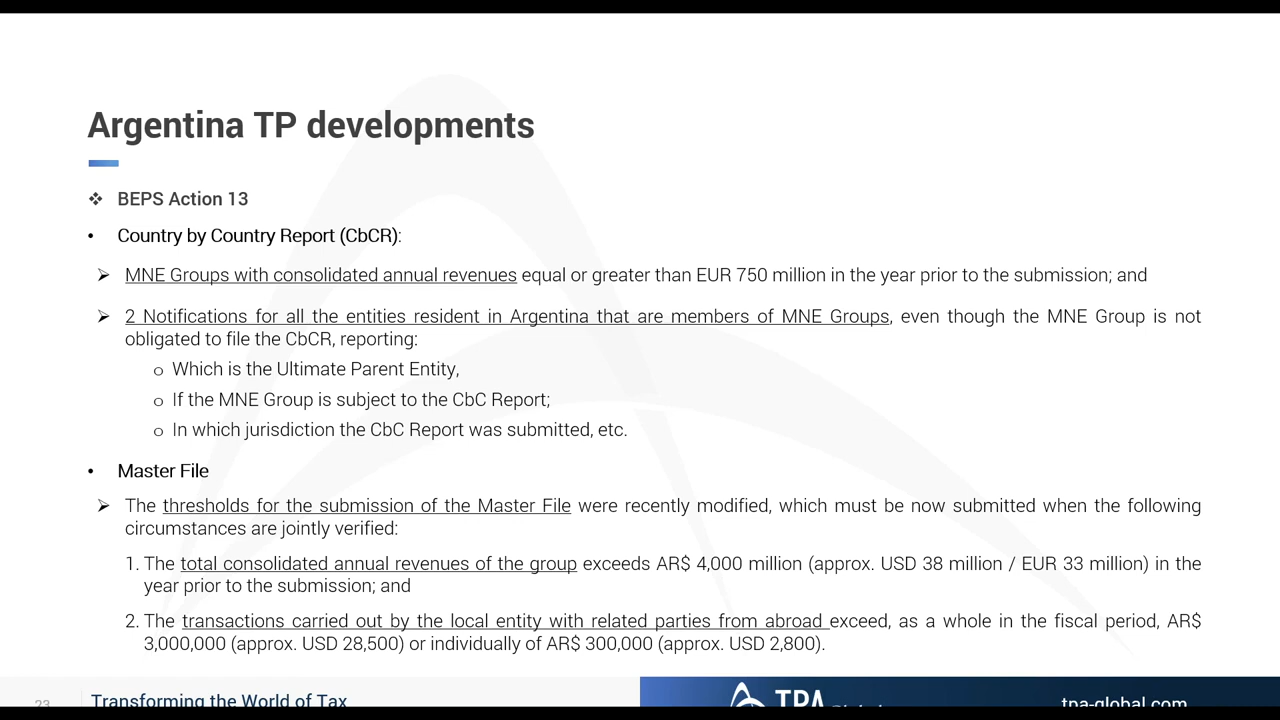 Argentina TP developments
❖ BEPS Action 13
• Country by Country Report (CbCR):
➢ MNE Groups with consolidated annual revenues equal or greater than EUR 750 million in the year prior to the submission; and
➢ 2 Notifications for all the entities resident in Argentina that are members of MNE Groups, even though the MNE Group is not
obligated to file the CbCR, reporting:
o Which is the Ultimate Parent Entity,
o If the MNE Group is subject to the CbC Report;
o In which jurisdiction the CbC Report was submitted, etc.
• Master File
➢ The thresholds for the submission of the Master File were recently modified, which must be now submitted when the following
circumstances are jointly verified:
1. The total consolidated annual revenues of the group exceeds AR$ 4,000 million (approx. USD 38 million / EUR 33 million) in the
year prior to the submission; and
2. The transactions carried out by the local entity with related parties from abroad exceed, as a whole in the fiscal period, AR$
3,000,000 (approx. USD 28,500) or individually of AR$ 300,000 (approx. USD 2,800).
23 Transforming the World of Tax TPA Global tpa-global.com